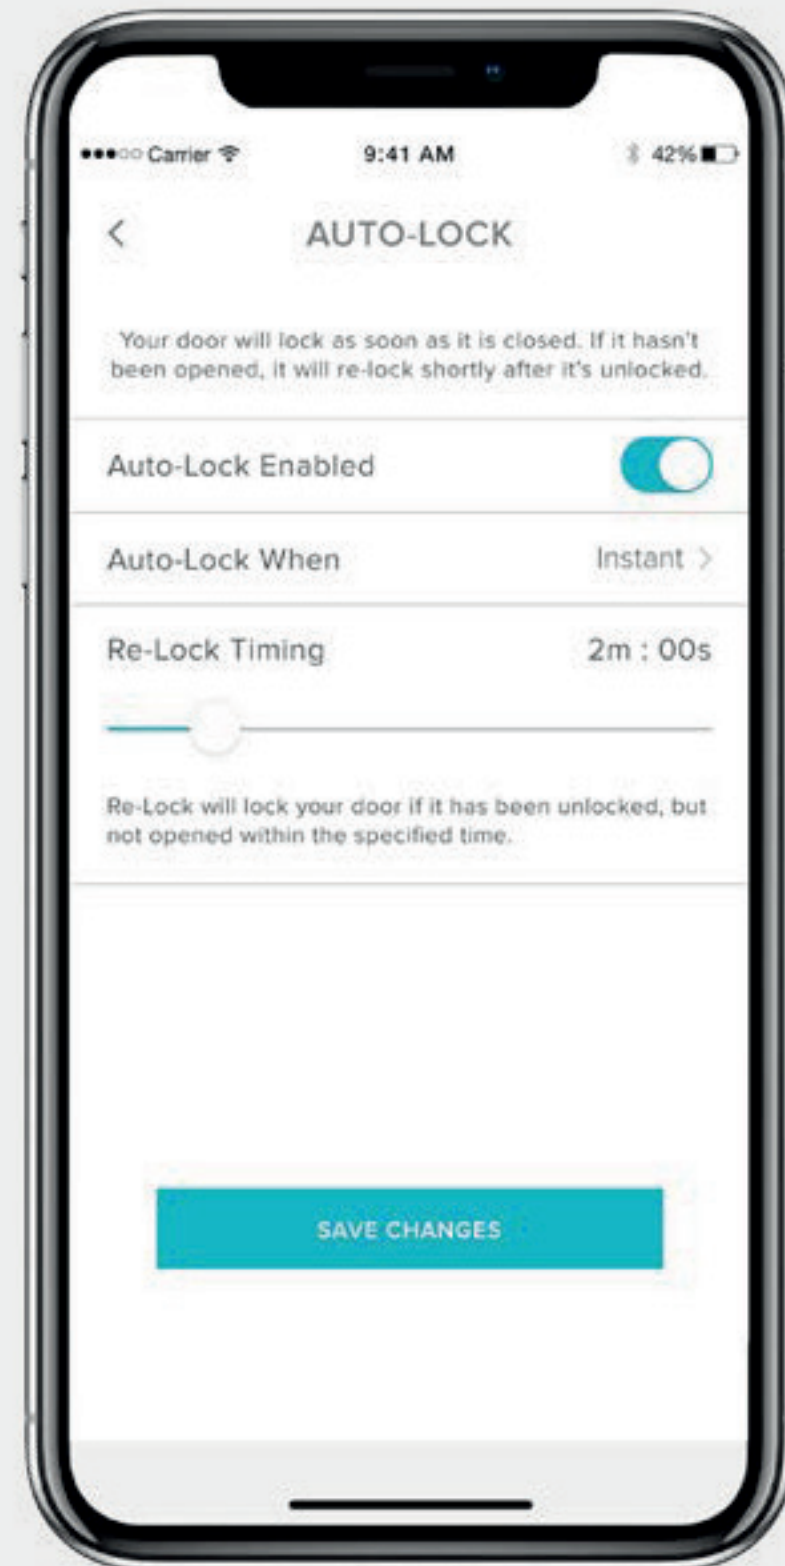 Carrier 9:41 AM 42%
AUTO-LOCK
Your door will lock as soon as it is closed. If it hasn't
been opened, it will re-lock shortly after it's unlocked.
Auto-Lock Enabled
Auto-Lock When Instant >
Re-Lock Timing 2m : 00s
Re-Lock will lock your door if it has been unlocked, but
not opened within the specified time.
SAVE CHANGES